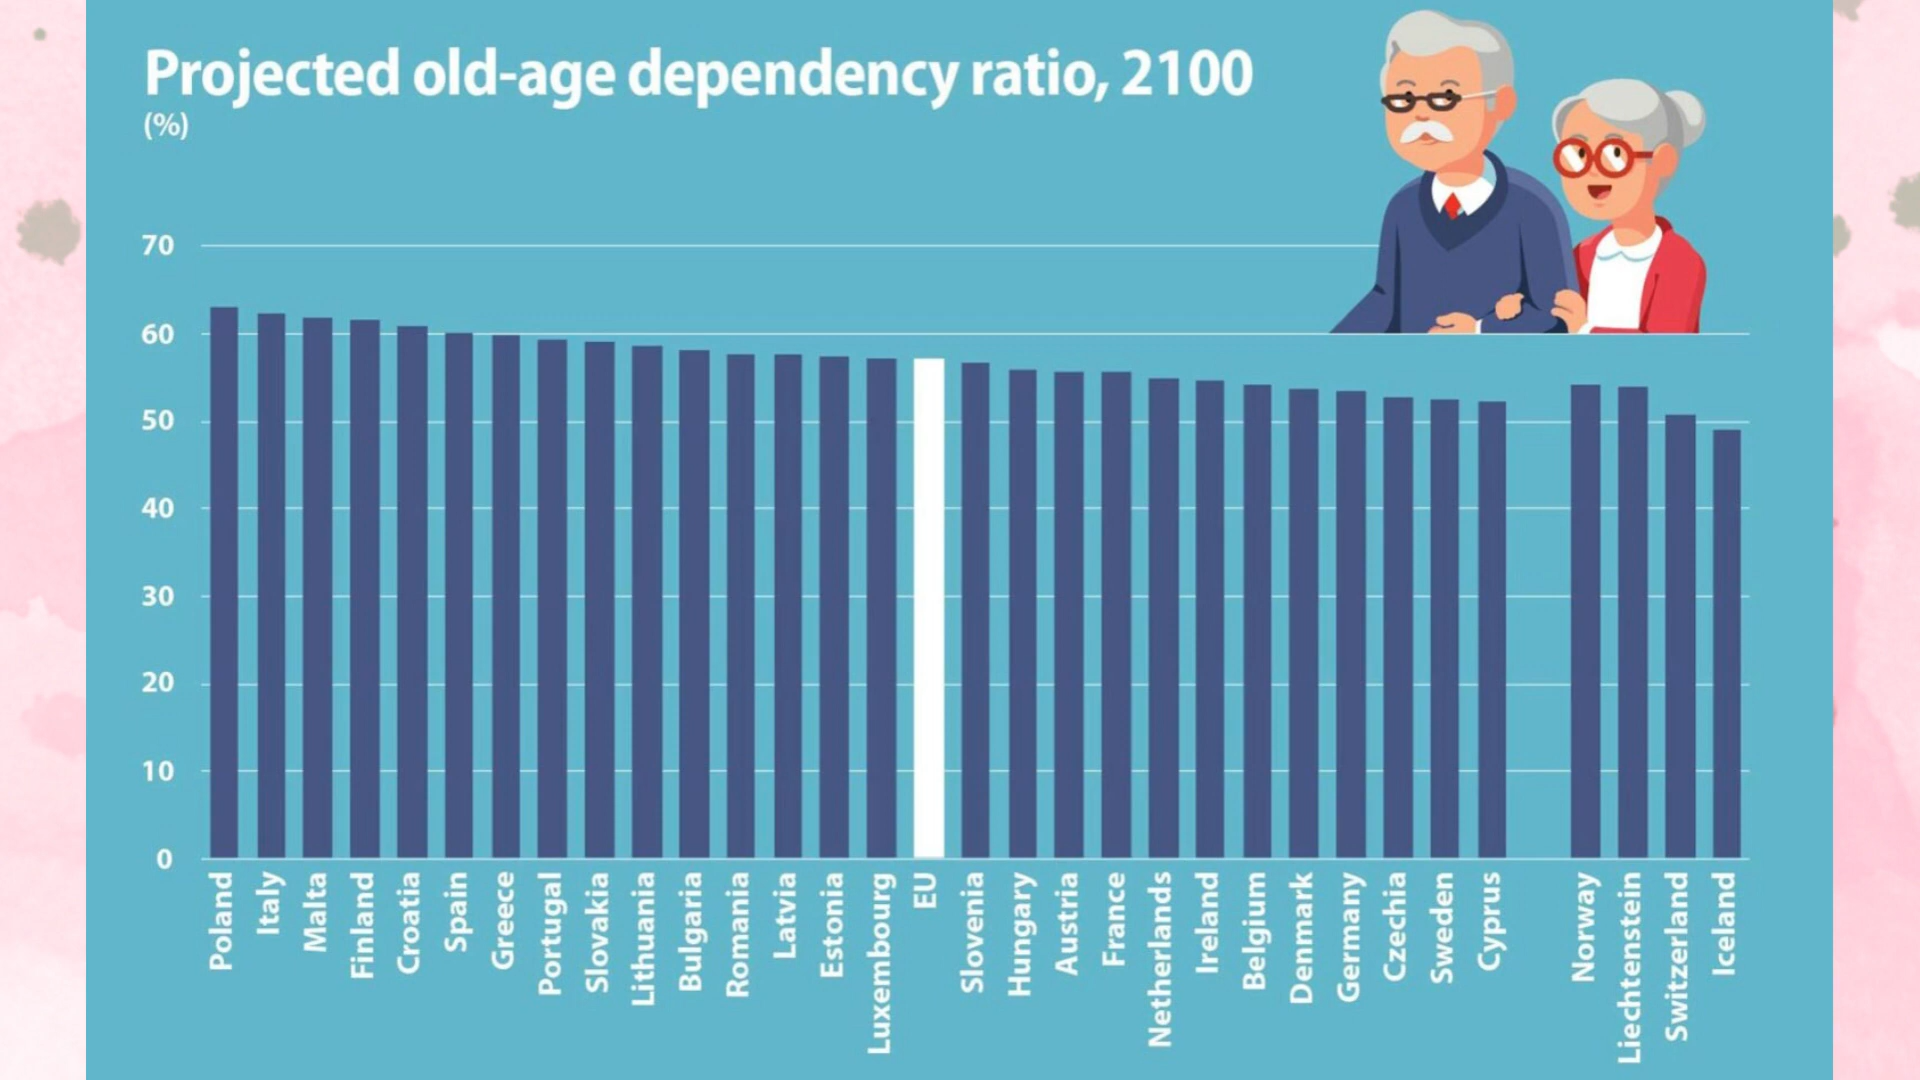 Projected old-age dependency ratio, 2100
(%)
70
60
50
40
30
20
10
0
Poland
Italy
Malta
Finland
Croatia
Spain
Greece
Portugal
Slovakia
Lithuania
Bulgaria
Romania
Latvia
Estonia
Luxembourg
EU
Slovenia
Hungary
Austria
France
Netherlands
Ireland
Belgium
Denmark
Germany
Czechia
Sweden
Cyprus
Norway
Liechtenstein
Switzerland
Iceland